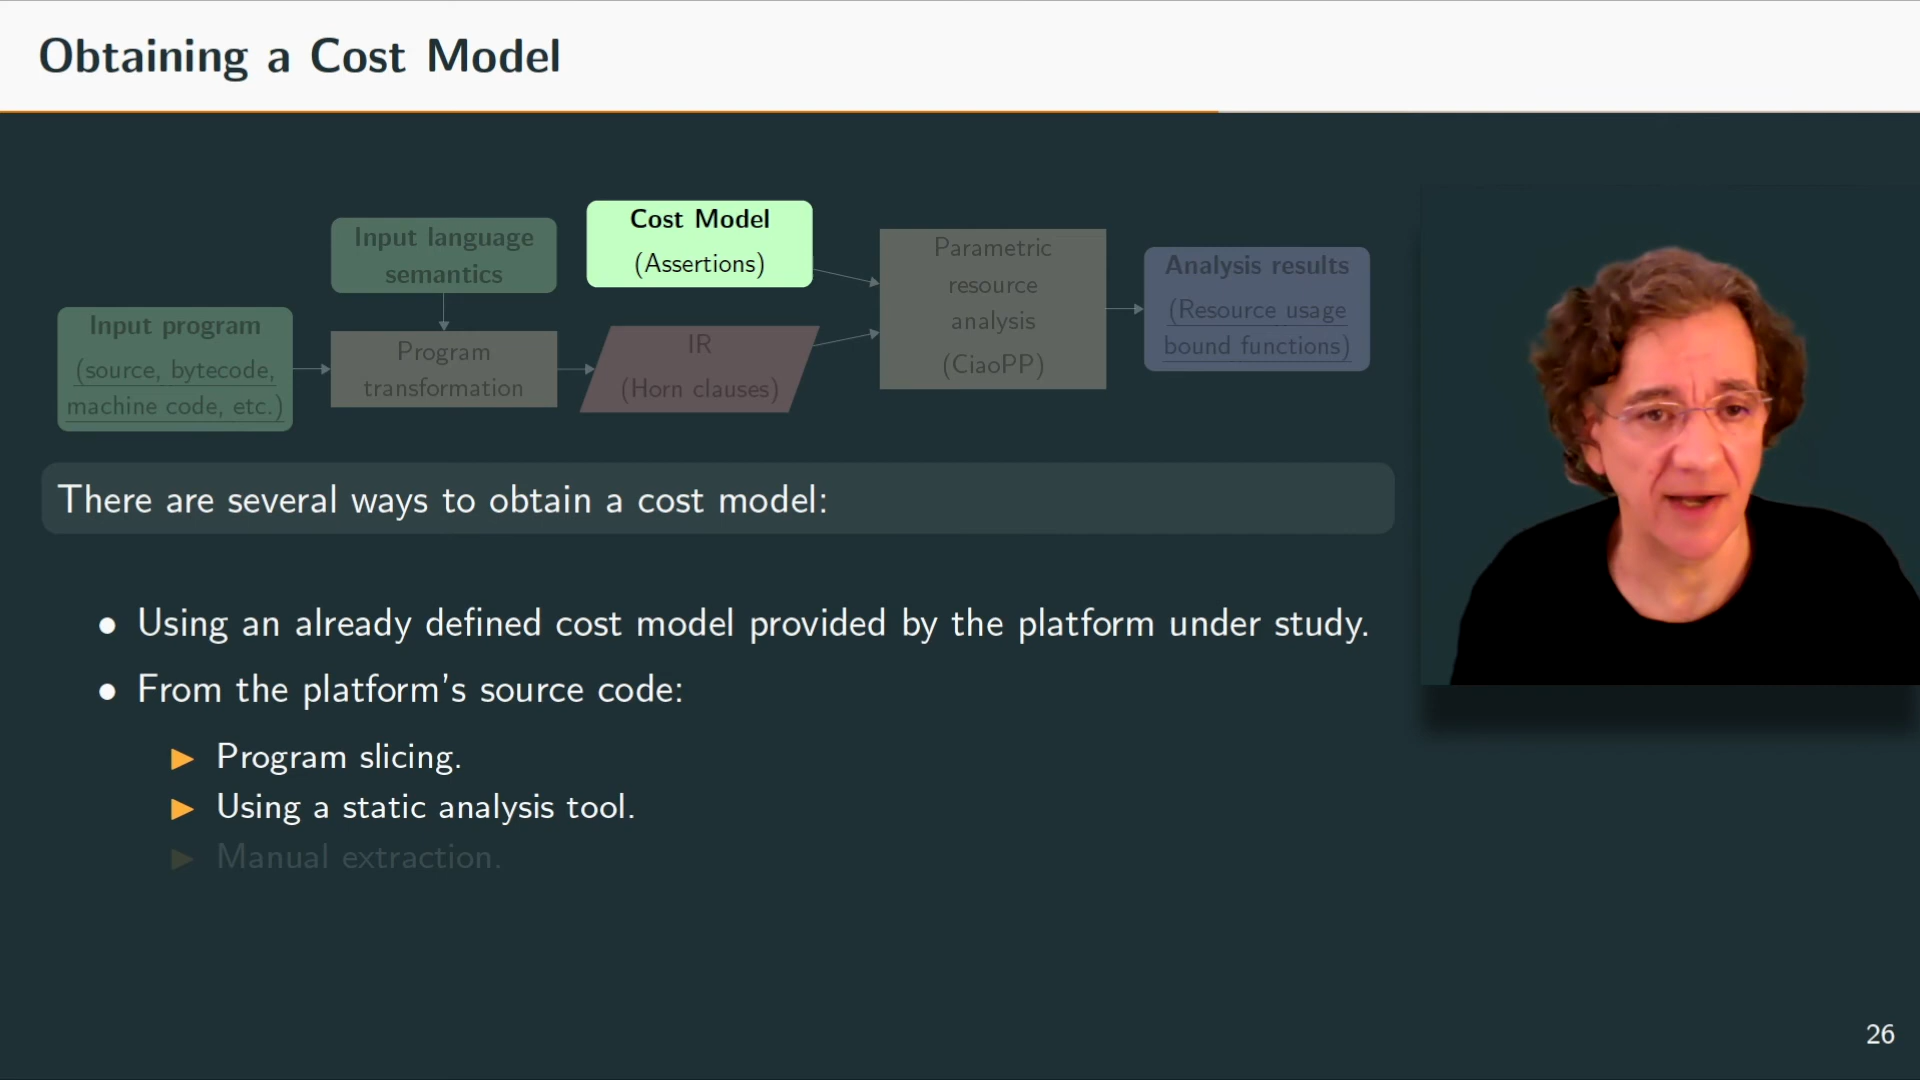 Obtaining a Cost Model
Input language
semantics
Cost Model
(Assertions)
Input program
(source, bytecode,
machine code, etc.)
Program
transformation
IR
(Horn clauses)
Parametric
resource
analysis
(CiaoPP)
Analysis results
(Resource usage
bound functions)
There are several ways to obtain a cost model:
• Using an already defined cost model provided by the platform under study.
• From the platform's source code:
▶ Program slicing.
▶ Using a static analysis tool.
▶ Manual extraction.
26